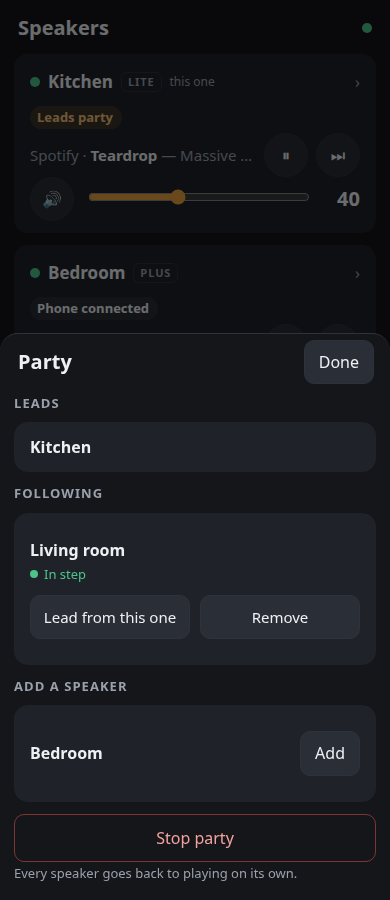 Speakers
Kitchen LITE this one
Leads party
Spotify · Teardrop — Massive ...
40
Bedroom PLUS
Phone connected
Party
Done
LEADS
Kitchen
FOLLOWING
Living room
In step
Lead from this one
Remove
ADD A SPEAKER
Bedroom
Add
Stop party
Every speaker goes back to playing on its own.